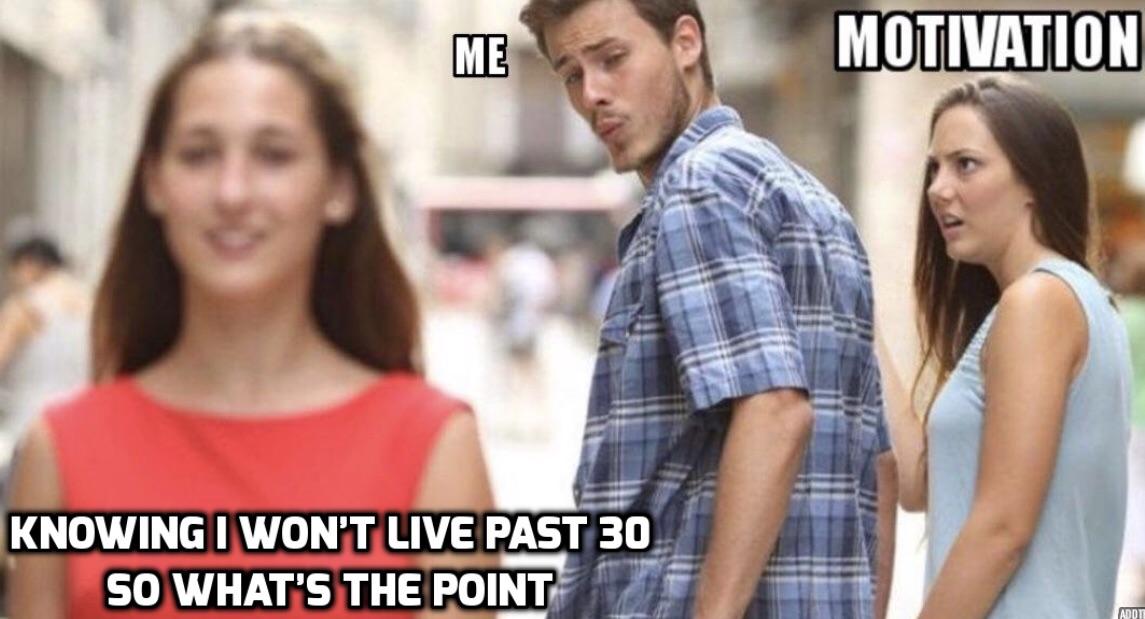 ME
MOTIVATION
KNOWING I WON'T LIVE PAST 30
SO WHAT'S THE POINT